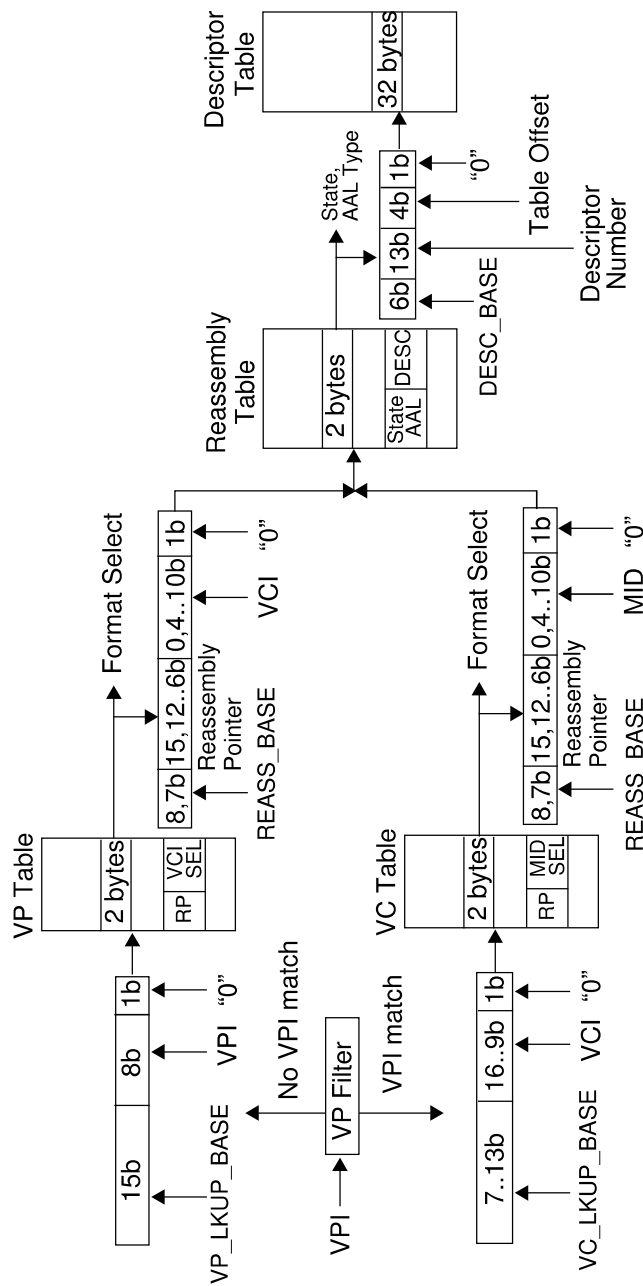 VP Table
2 bytes
RP
VCI
SEL
15b
8b
1b
VP_LKUP_BASE
VPI
“0”
Format Select
8,7b
15,12..6b
0,4..10b
1b
Reassembly
Pointer
REASS_BASE
VCI
“0”
No VPI match
VPI
VP Filter
VPI match
VC Table
2 bytes
RP
MID
SEL
7..13b
16..9b
1b
VC_LKUP_BASE
VCI
“0”
Format Select
8,7b
15,12..6b
0,4..10b
1b
Reassembly
Pointer
REASS_BASE
MID
“0”
Reassembly
Table
2 bytes
State
AAL
DESC
State,
AAL Type
6b
13b
4b
1b
DESC_BASE
Descriptor
Number
Table Offset
“0”
Descriptor
Table
32 bytes